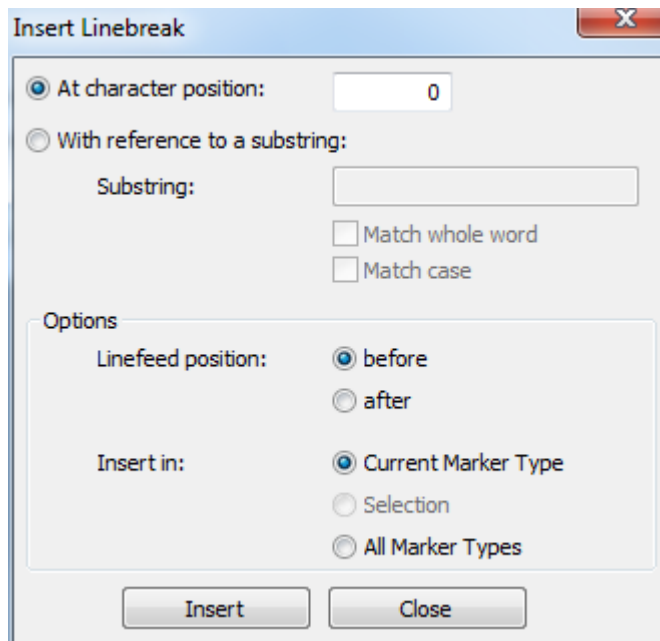 Insert Linebreak
At character position: 0
With reference to a substring:
Substring:
Match whole word
Match case
Options
Linefeed position: before
after
Insert in: Current Marker Type
Selection
All Marker Types
Insert Close